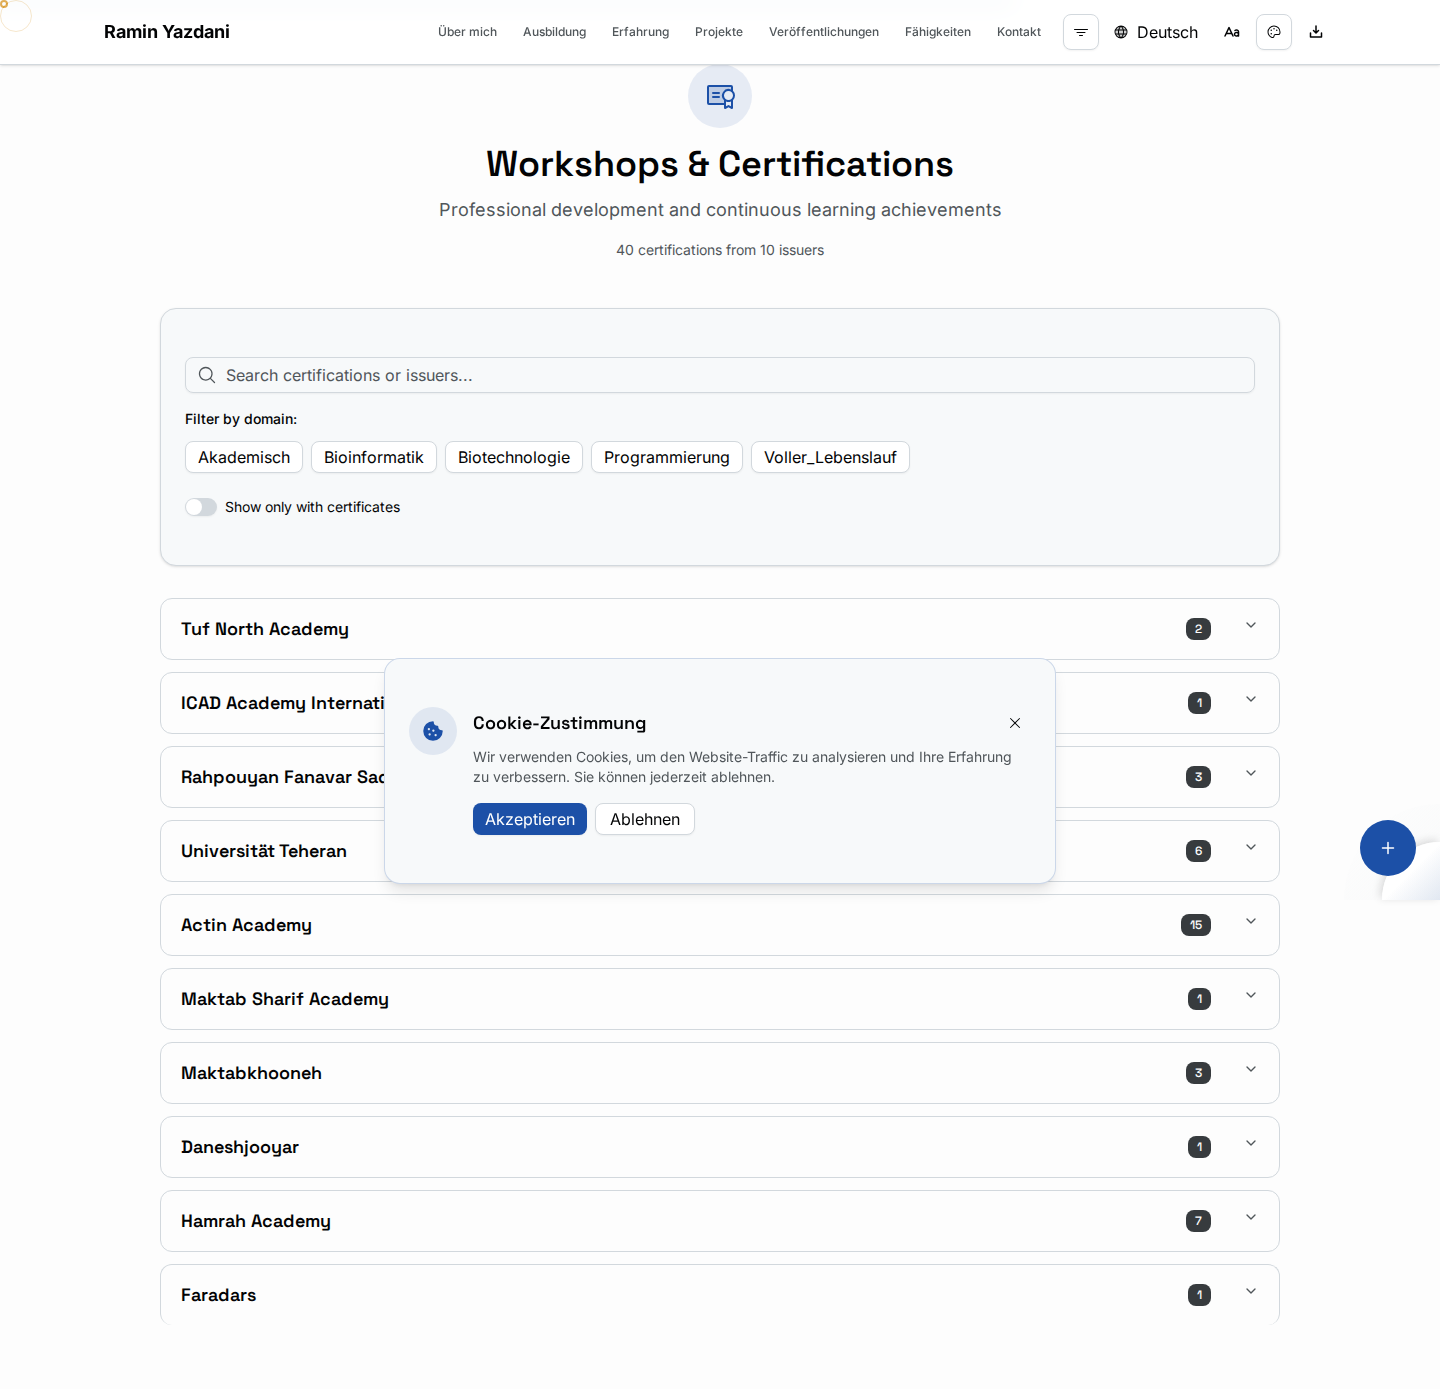 Ramin Yazdani
Über mich Ausbildung Erfahrung Projekte Veröffentlichungen Fähigkeiten Kontakt Deutsch Aa
Workshops & Certifications
Professional development and continuous learning achievements
40 certifications from 10 issuers
Search certifications or issuers...
Filter by domain:
Akademisch Bioinformatik Biotechnologie Programmierung Voller_Lebenslauf
Show only with certificates
Tuf North Academy 2
ICAD Academy 1
Rahpouyan Fanavar 3
Universität Teheran 6
Cookie-Zustimmung
Wir verwenden Cookies, um den Website-Traffic zu analysieren und Ihre Erfahrung
zu verbessern. Sie können jederzeit ablehnen.
Akzeptieren Ablehnen
Actin Academy 15
Maktab Sharif Academy 1
Maktabkhooneh 3
Daneshjooyar 1
Hamrah Academy 7
Faradars 1